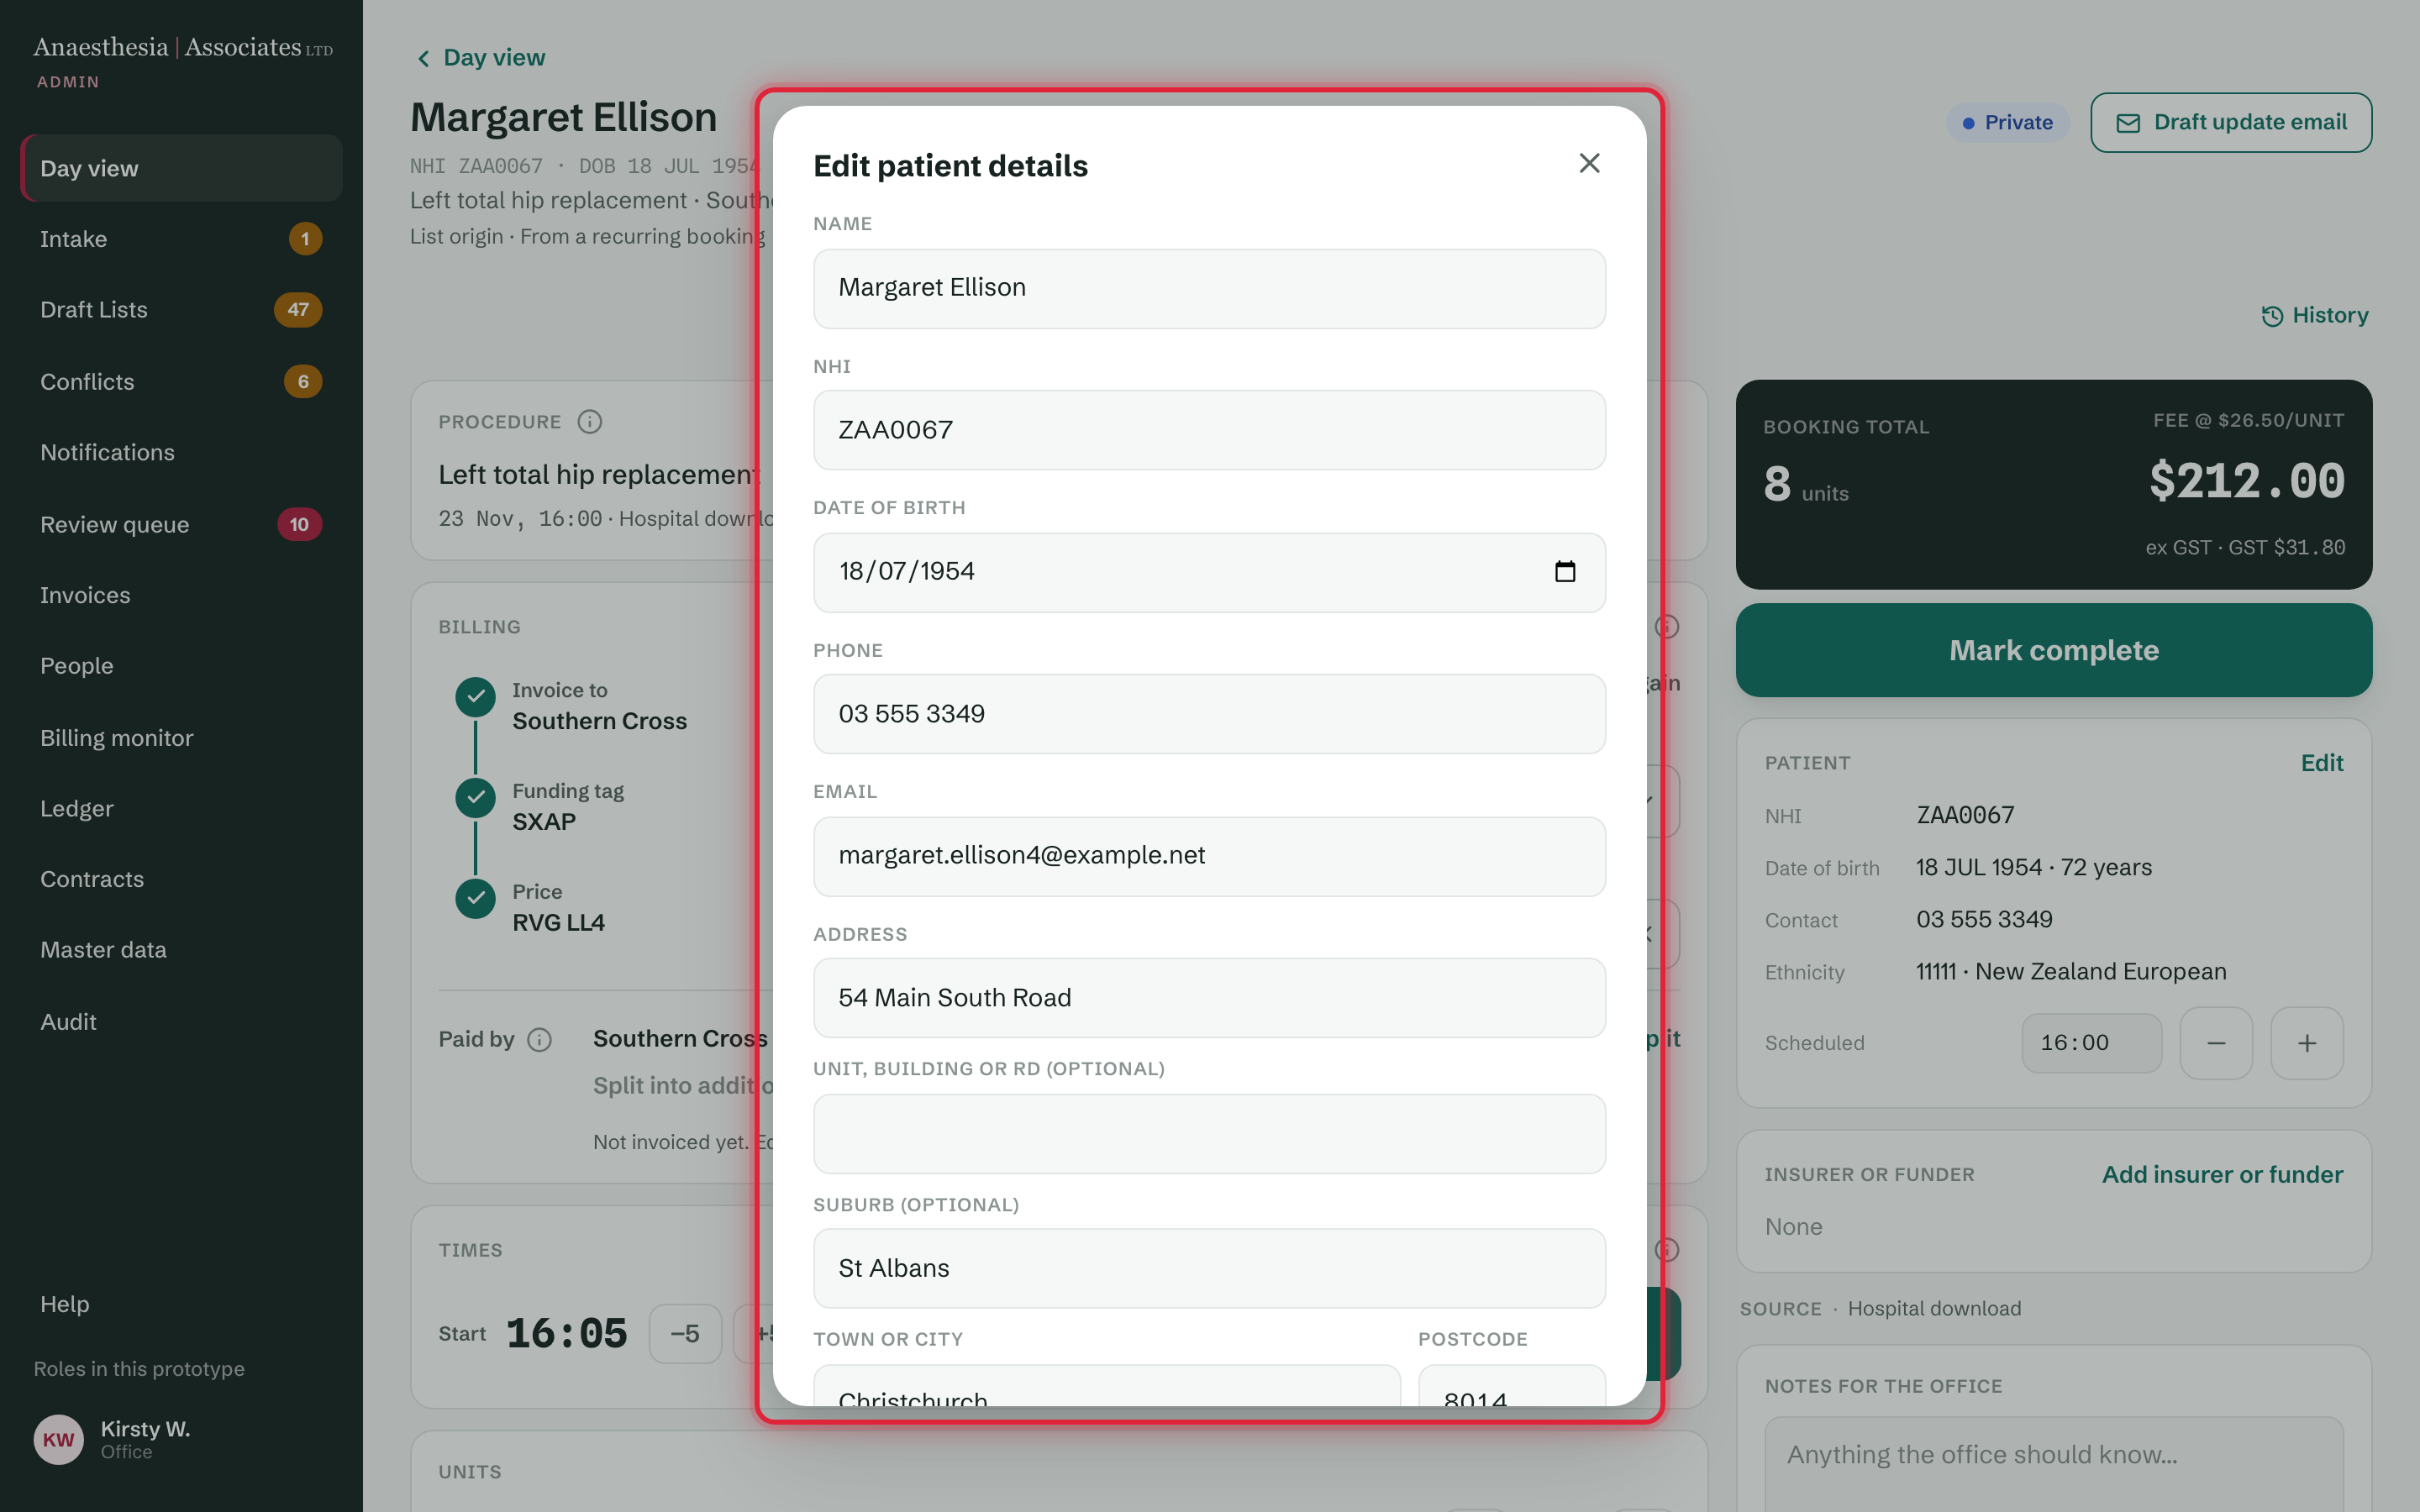 Anaesthesia | Associates LTD
ADMIN
Day view
Intake 1
Draft Lists 47
Conflicts 6
Notifications
Review queue 10
Invoices
People
Billing monitor
Ledger
Contracts
Master data
Audit
Help
Roles in this prototype
KW
Kirsty W.
Office
Day view
Margaret Ellison
NHI ZAA0067 · DOB 18 JUL 1954
Left total hip replacement ·
List origin · From a recurring booking
Private
Draft update email
History
PROCEDURE
Left total hip replacement
23 Nov, 16:00 · Hospital
BILLING
Invoice to
Southern Cross
Funding tag
SXAP
Price
RVG LL4
Paid by
Southern Cross
Split into
Not invoiced yet.
TIMES
Start 16:05 −5
UNITS
Edit patient details
NAME
Margaret Ellison
NHI
ZAA0067
DATE OF BIRTH
18/07/1954
PHONE
03 555 3349
EMAIL
margaret.ellison4@example.net
ADDRESS
54 Main South Road
UNIT, BUILDING OR RD (OPTIONAL)
SUBURB (OPTIONAL)
St Albans
TOWN OR CITY POSTCODE
Christchurch 8014
BOOKING TOTAL FEE @ $26.50/UNIT
8 units $212.00
ex GST · GST $31.80
Mark complete
PATIENT Edit
NHI ZAA0067
Date of birth 18 JUL 1954 · 72 years
Contact 03 555 3349
Ethnicity 11111 · New Zealand European
Scheduled 16:00 − +
INSURER OR FUNDER Add insurer or funder
None
SOURCE · Hospital download
NOTES FOR THE OFFICE
Anything the office should know...